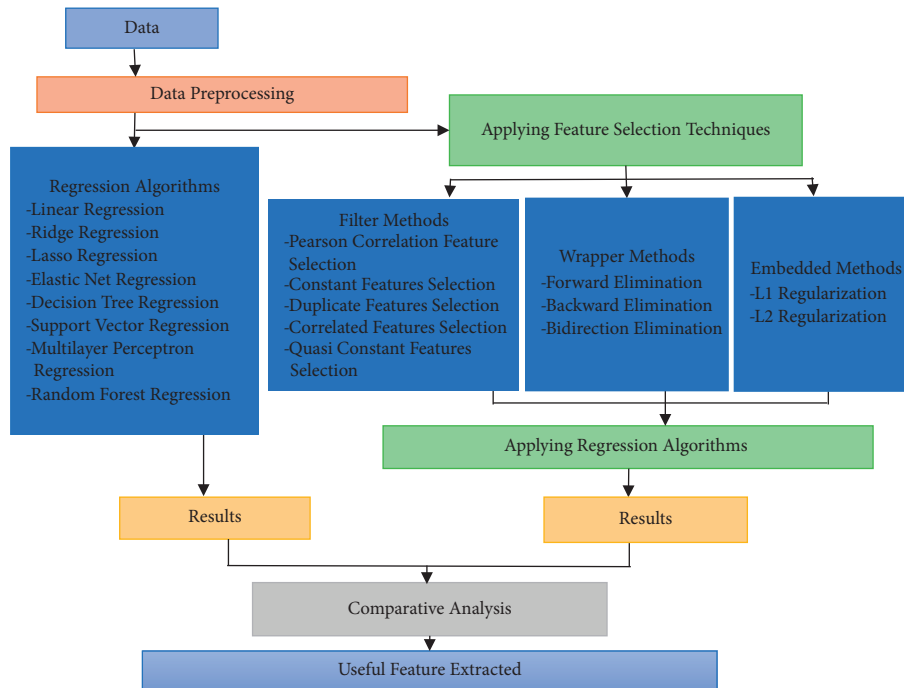 Data
Data Preprocessing
Applying Feature Selection Techniques
Regression Algorithms
-Linear Regression
-Ridge Regression
-Lasso Regression
-Elastic Net Regression
-Decision Tree Regression
-Support Vector Regression
-Multilayer Perceptron
Regression
-Random Forest Regression
Filter Methods
-Pearson Correlation Feature
Selection
-Constant Features Selection
-Duplicate Features Selection
-Correlated Features Selection
-Quasi Constant Features
Selection
Wrapper Methods
-Forward Elimination
-Backward Elimination
-Bidirection Elimination
Embedded Methods
-L1 Regularization
-L2 Regularization
Applying Regression Algorithms
Results
Results
Comparative Analysis
Useful Feature Extracted